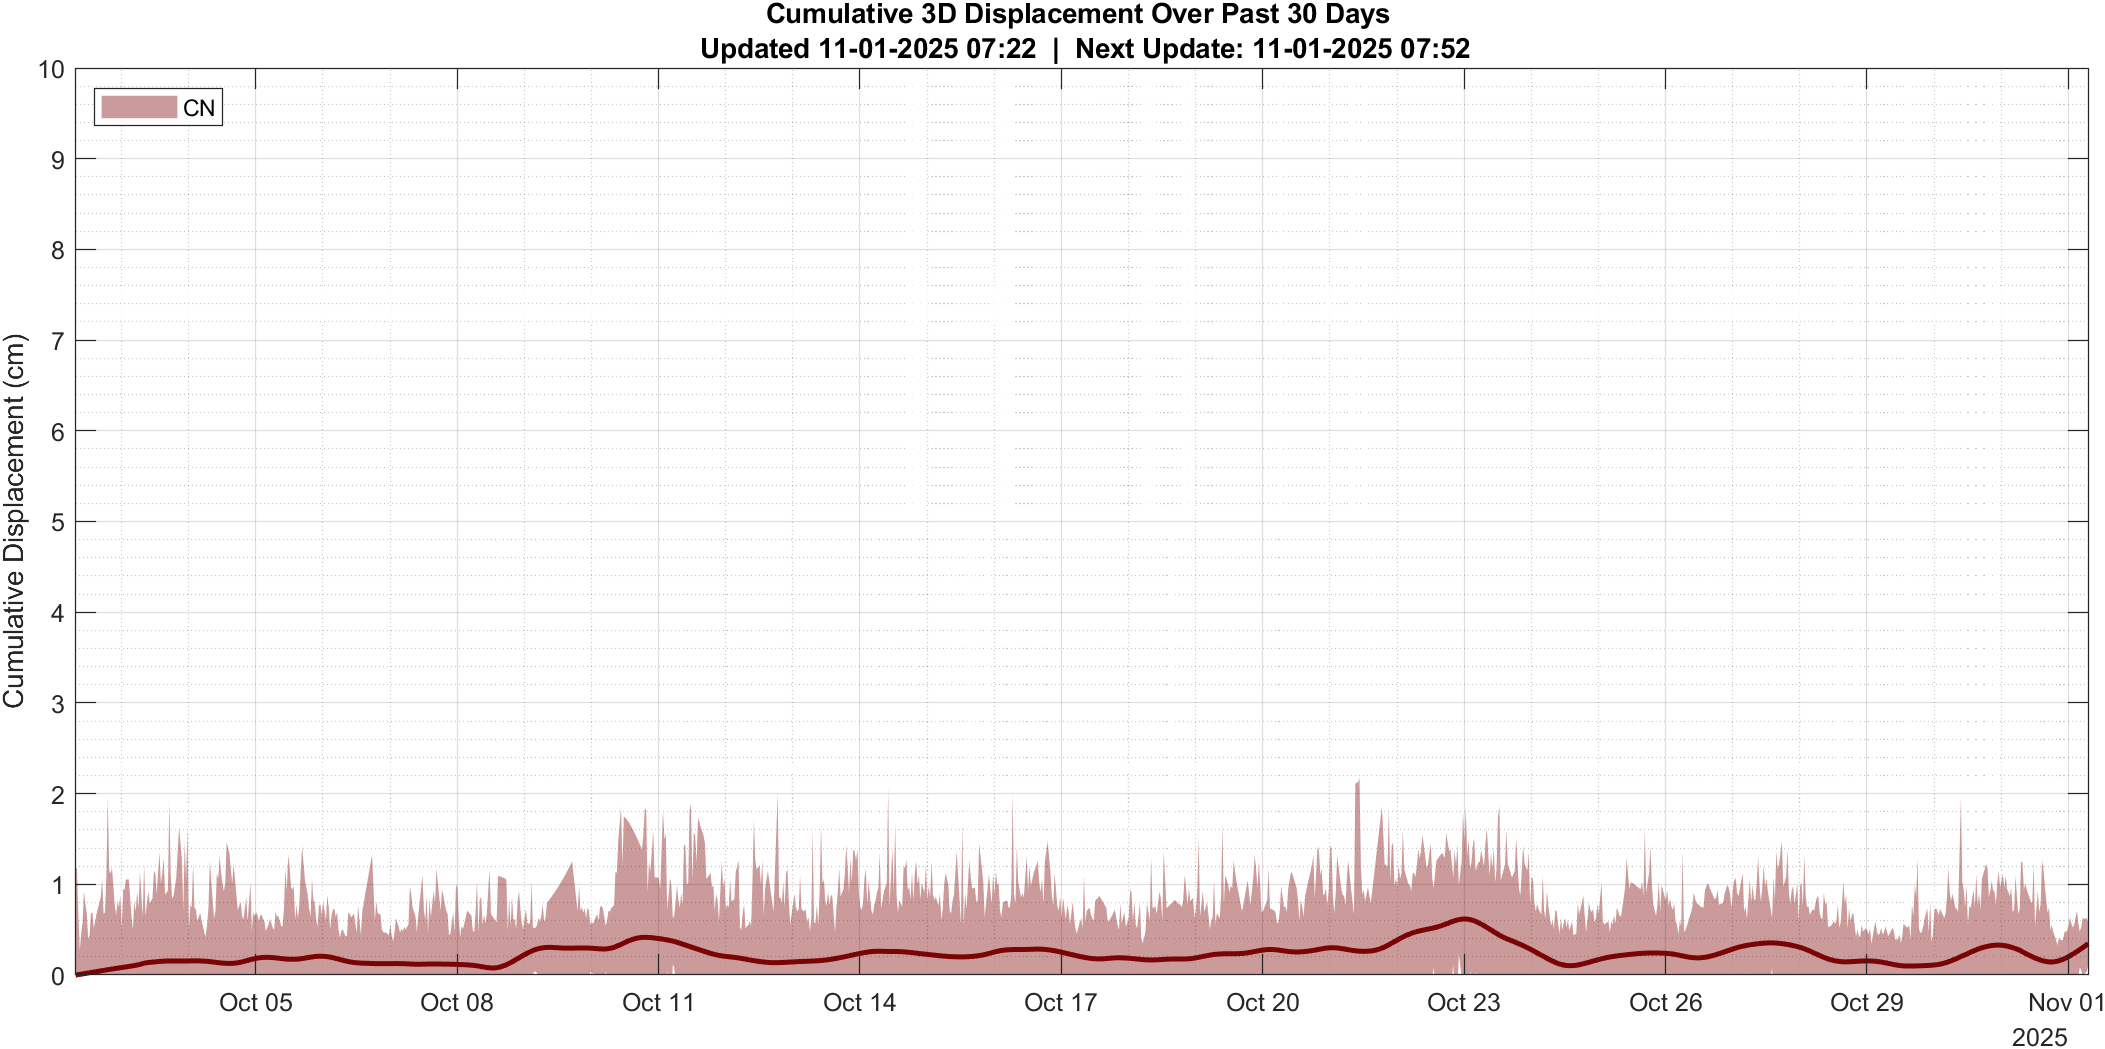 Cumulative 3D Displacement Over Past 30 Days
Updated 11-01-2025 07:22 | Next Update: 11-01-2025 07:52
CN
Cumulative Displacement (cm)
10
9
8
7
6
5
4
3
2
1
0
Oct 05
Oct 08
Oct 11
Oct 14
Oct 17
Oct 20
Oct 23
Oct 26
Oct 29
Nov 01
2025